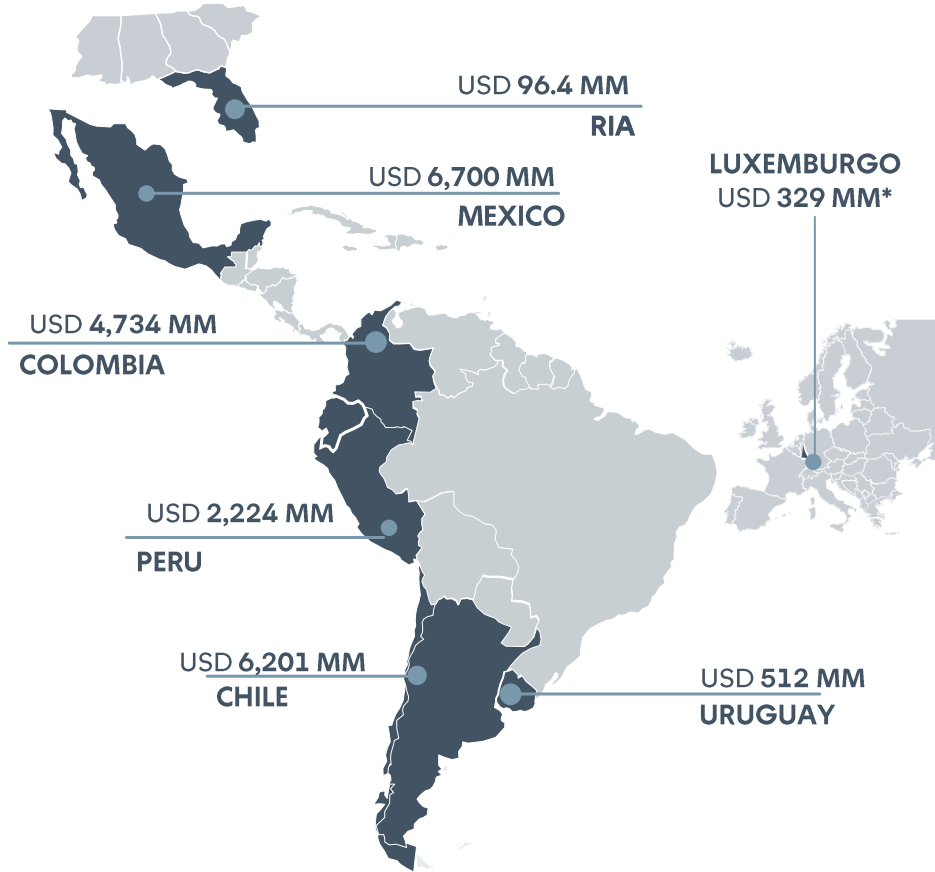 USD 96.4 MM
RIA
USD 6,700 MM
MEXICO
LUXEMBURGO
USD 329 MM*
USD 4,734 MM
COLOMBIA
USD 2,224 MM
PERU
USD 6,201 MM
CHILE
USD 512 MM
URUGUAY